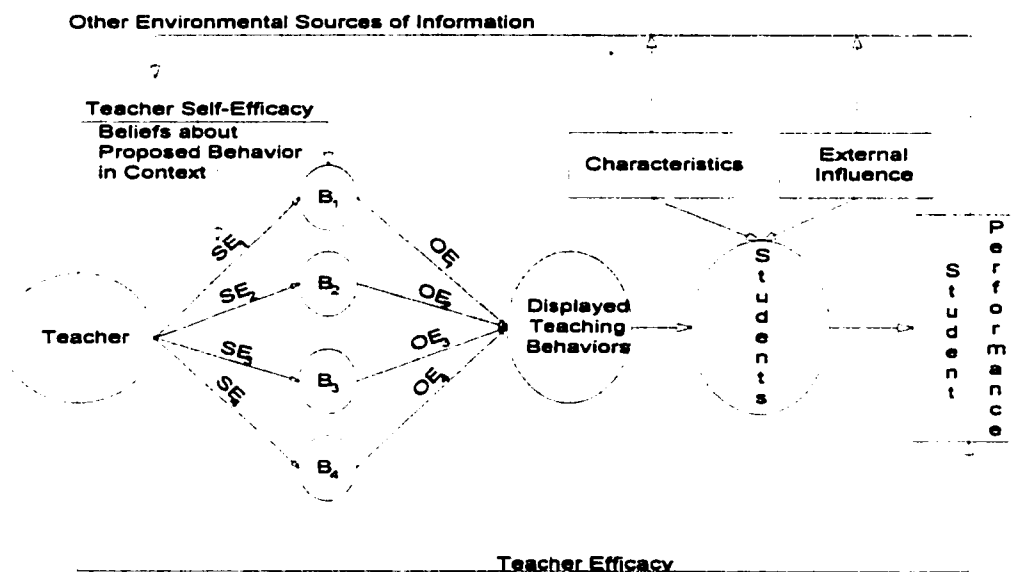 Other Environmental Sources of Information
Teacher Self-Efficacy
Beliefs about
Proposed Behavior
in Context
Characteristics
External
Influence
Teacher
SE₁
SE₂
SE₃
SE₄
B₁
B₂
B₃
B₄
OE₁
OE₂
OE₃
OE₄
Displayed
Teaching
Behaviors
Students
Student
Performance
Teacher Efficacy